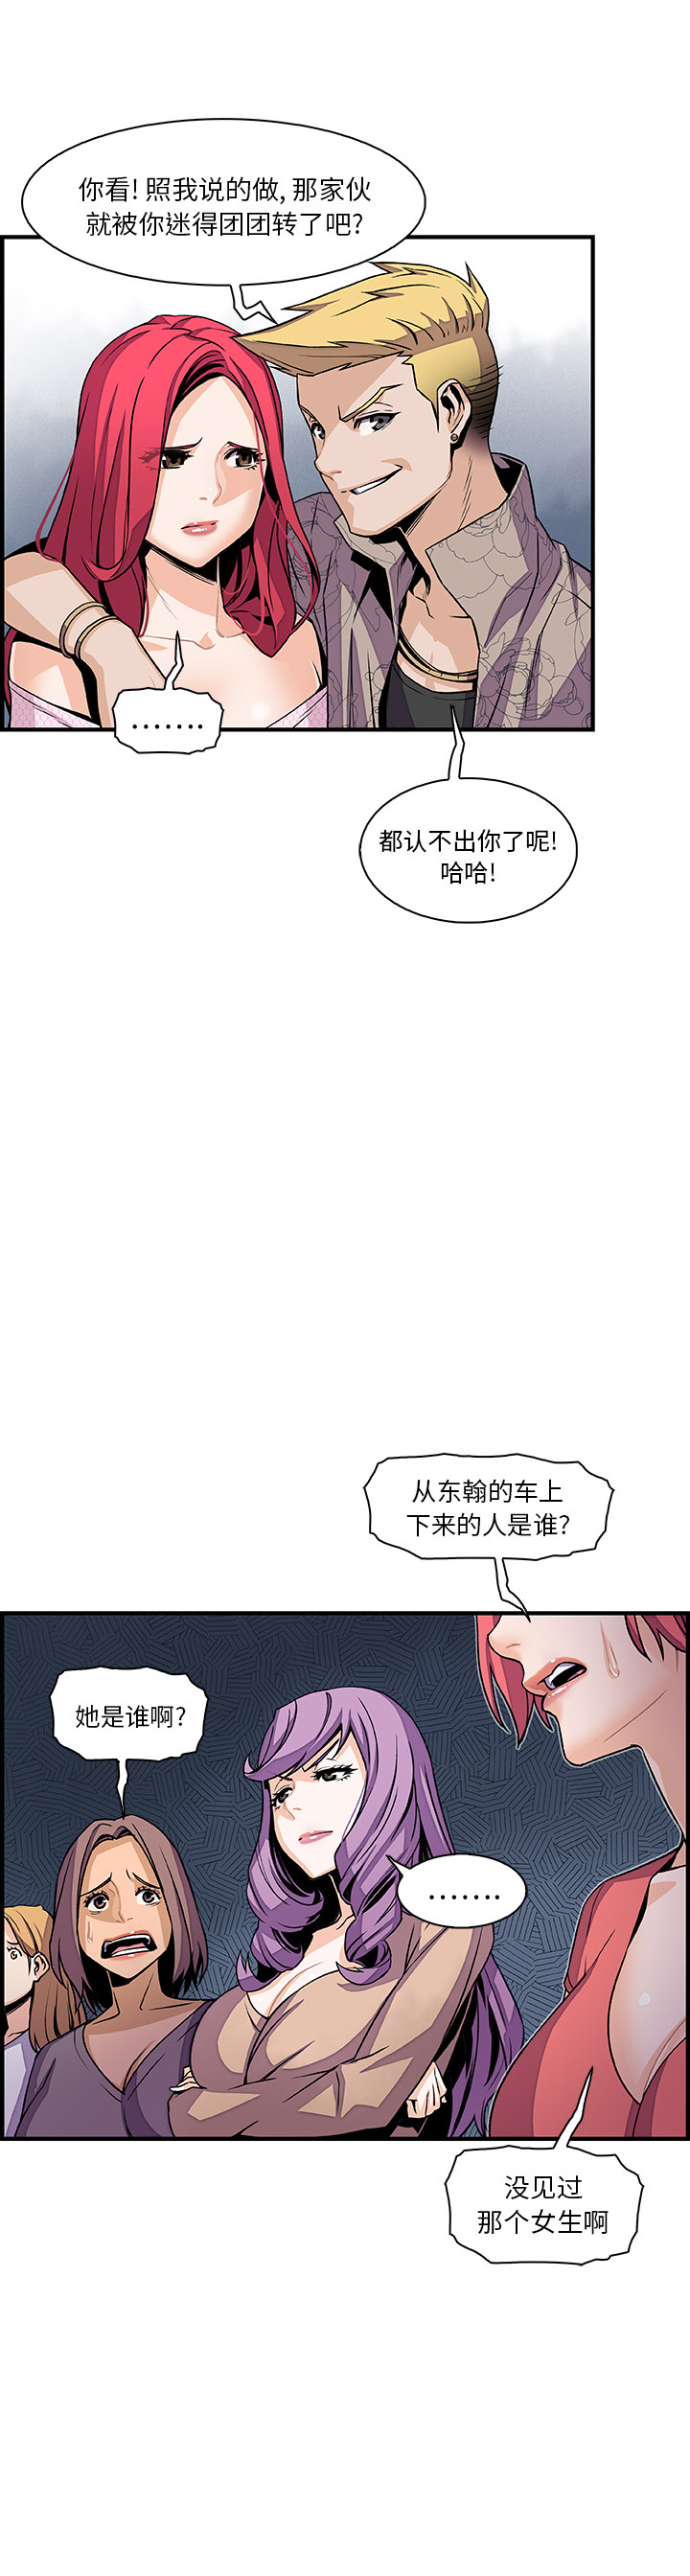 你看! 照我说的做, 那家伙
就被你迷得团团转了吧?
·······
都认不出你了呢!
哈哈!
从东翰的车上
下来的人是谁?
她是谁啊?
·······
没见过
那个女生啊